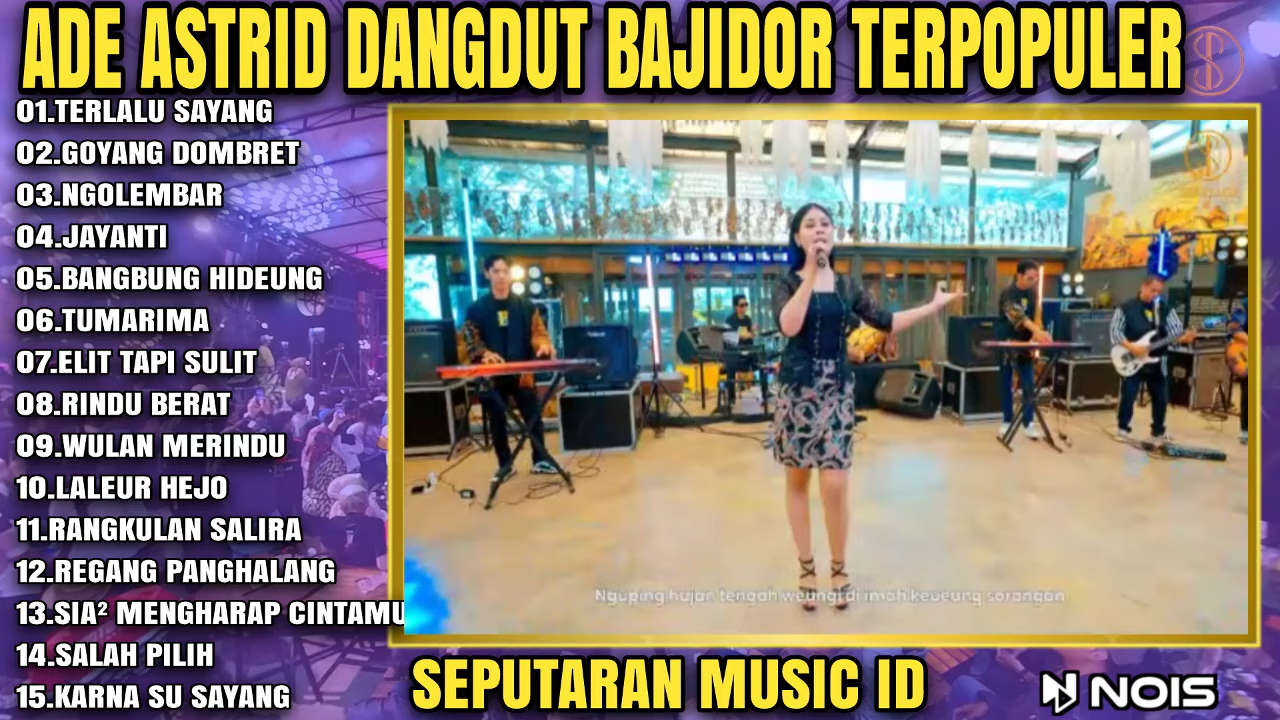 ADE ASTRID DANGDUT BAJIDOR TERPOPULER
01.TERLALU SAYANG
02.GOYANG DOMBRET
03.NGOLEMBAR
04.JAYANTI
05.BANGBUNG HIDEUNG
06.TUMARIMA
07.ELIT TAPI SULIT
08.RINDU BERAT
09.WULAN MERINDU
10.LALEUR HEJO
11.RANGKULAN SALIRA
12.REGANG PANGHALANG
13.SIA² MENGHARAP CINTAMU
14.SALAH PILIH
15.KARNA SU SAYANG
Nguping hujan tengah weungi di imah keueung sorangan
SEPUTARAN MUSIC ID
NOIS